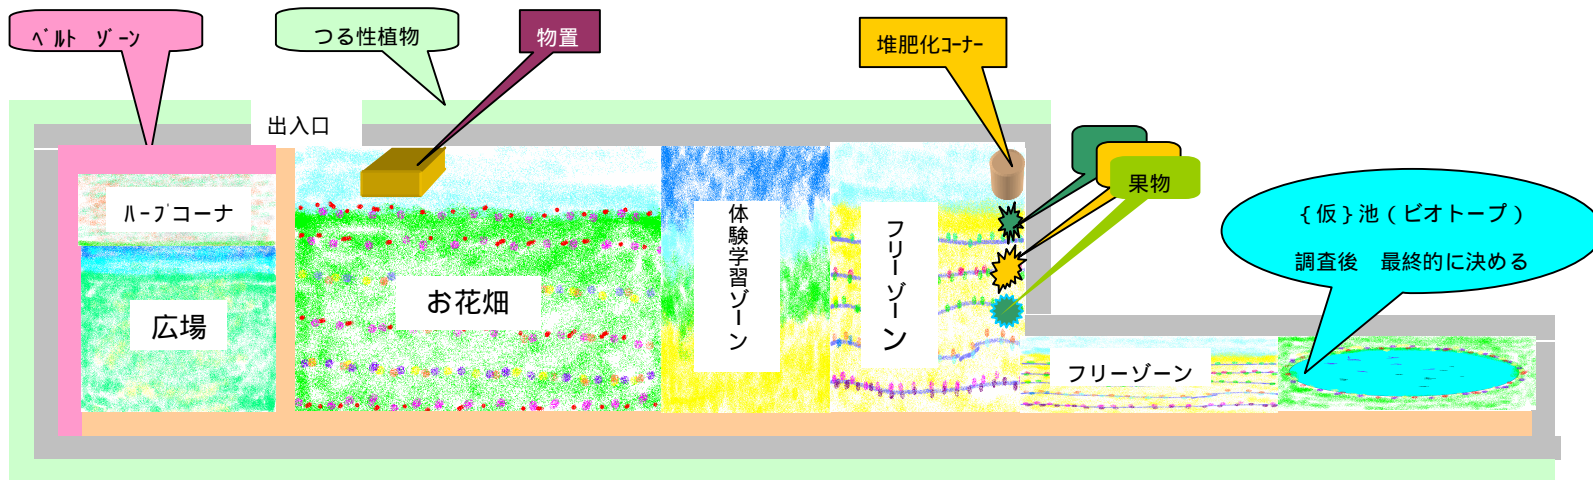 ﾍﾞﾙﾄ ｿﾞｰﾝ
つる性植物
物置
堆肥化ｺｰﾅｰ
出入口
果物
ﾊｰﾌﾞコーナ
広場
お花畑
体験学習ゾーン
フリーゾーン
フリーゾーン
{仮}池(ビオトープ)
調査後 最終的に決める